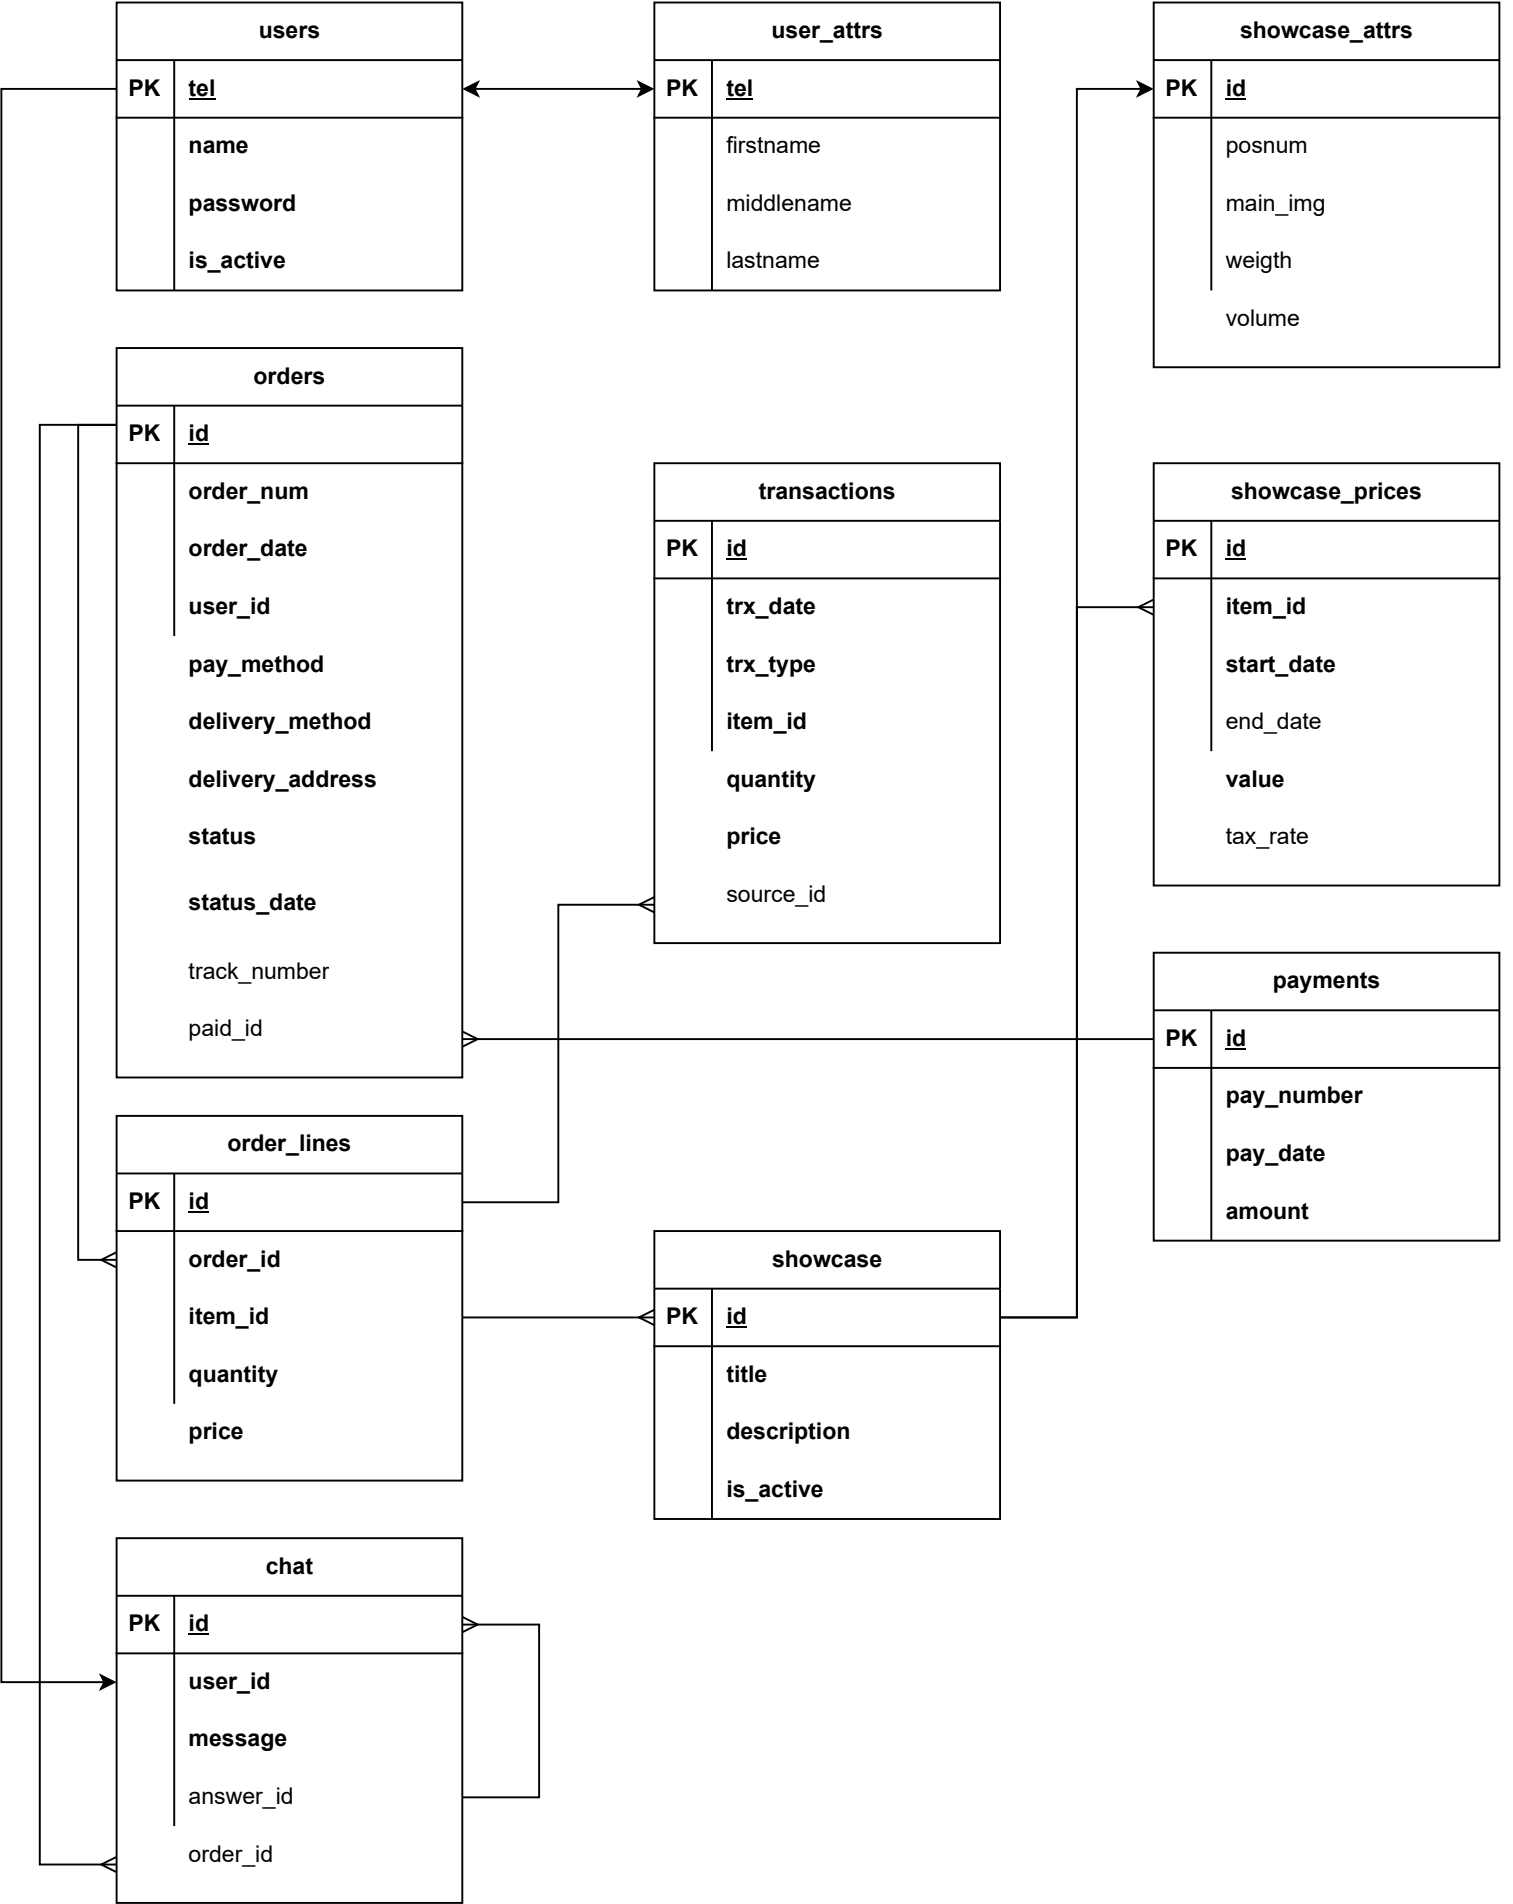 users
PK tel
name
password
is_active
user_attrs
PK tel
firstname
middlename
lastname
showcase_attrs
PK id
posnum
main_img
weigth
volume
orders
PK id
order_num
order_date
user_id
pay_method
delivery_method
delivery_address
status
status_date
track_number
paid_id
transactions
PK id
trx_date
trx_type
item_id
quantity
price
source_id
showcase_prices
PK id
item_id
start_date
end_date
value
tax_rate
payments
PK id
pay_number
pay_date
amount
order_lines
PK id
order_id
item_id
quantity
price
showcase
PK id
title
description
is_active
chat
PK id
user_id
message
answer_id
order_id